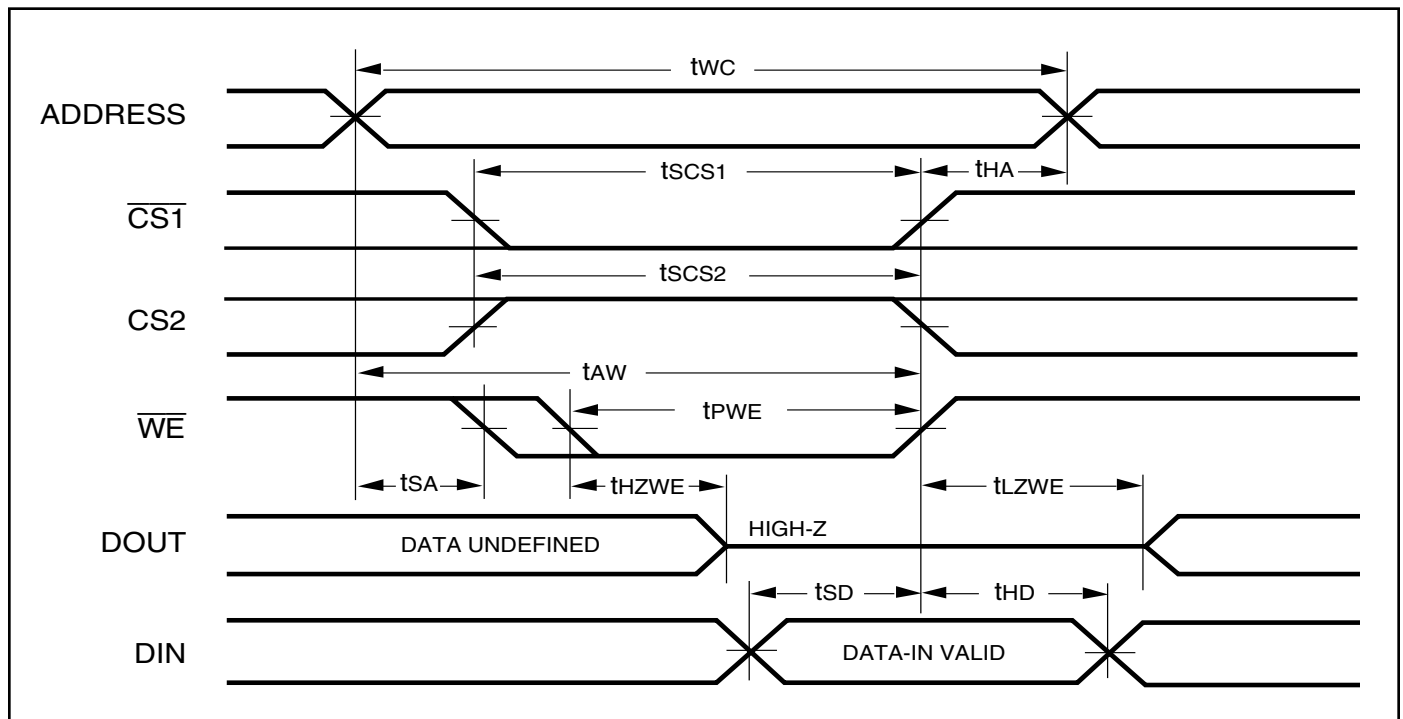 tWC
ADDRESS
tSCS1
tHA
CS1
tSCS2
CS2
tAW
WE
tPWE
tSA
tHZWE
tLZWE
DOUT
DATA UNDEFINED
HIGH-Z
tSD
tHD
DIN
DATA-IN VALID